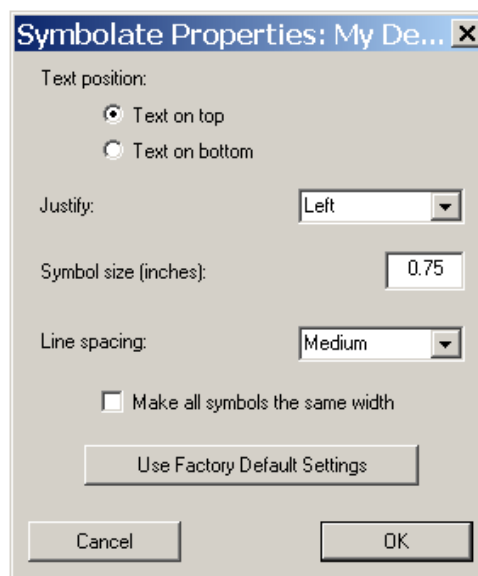 Symbolate Properties: My De...
Text position:
Text on top
Text on bottom
Justify: Left
Symbol size (inches): 0.75
Line spacing: Medium
Make all symbols the same width
Use Factory Default Settings
Cancel OK